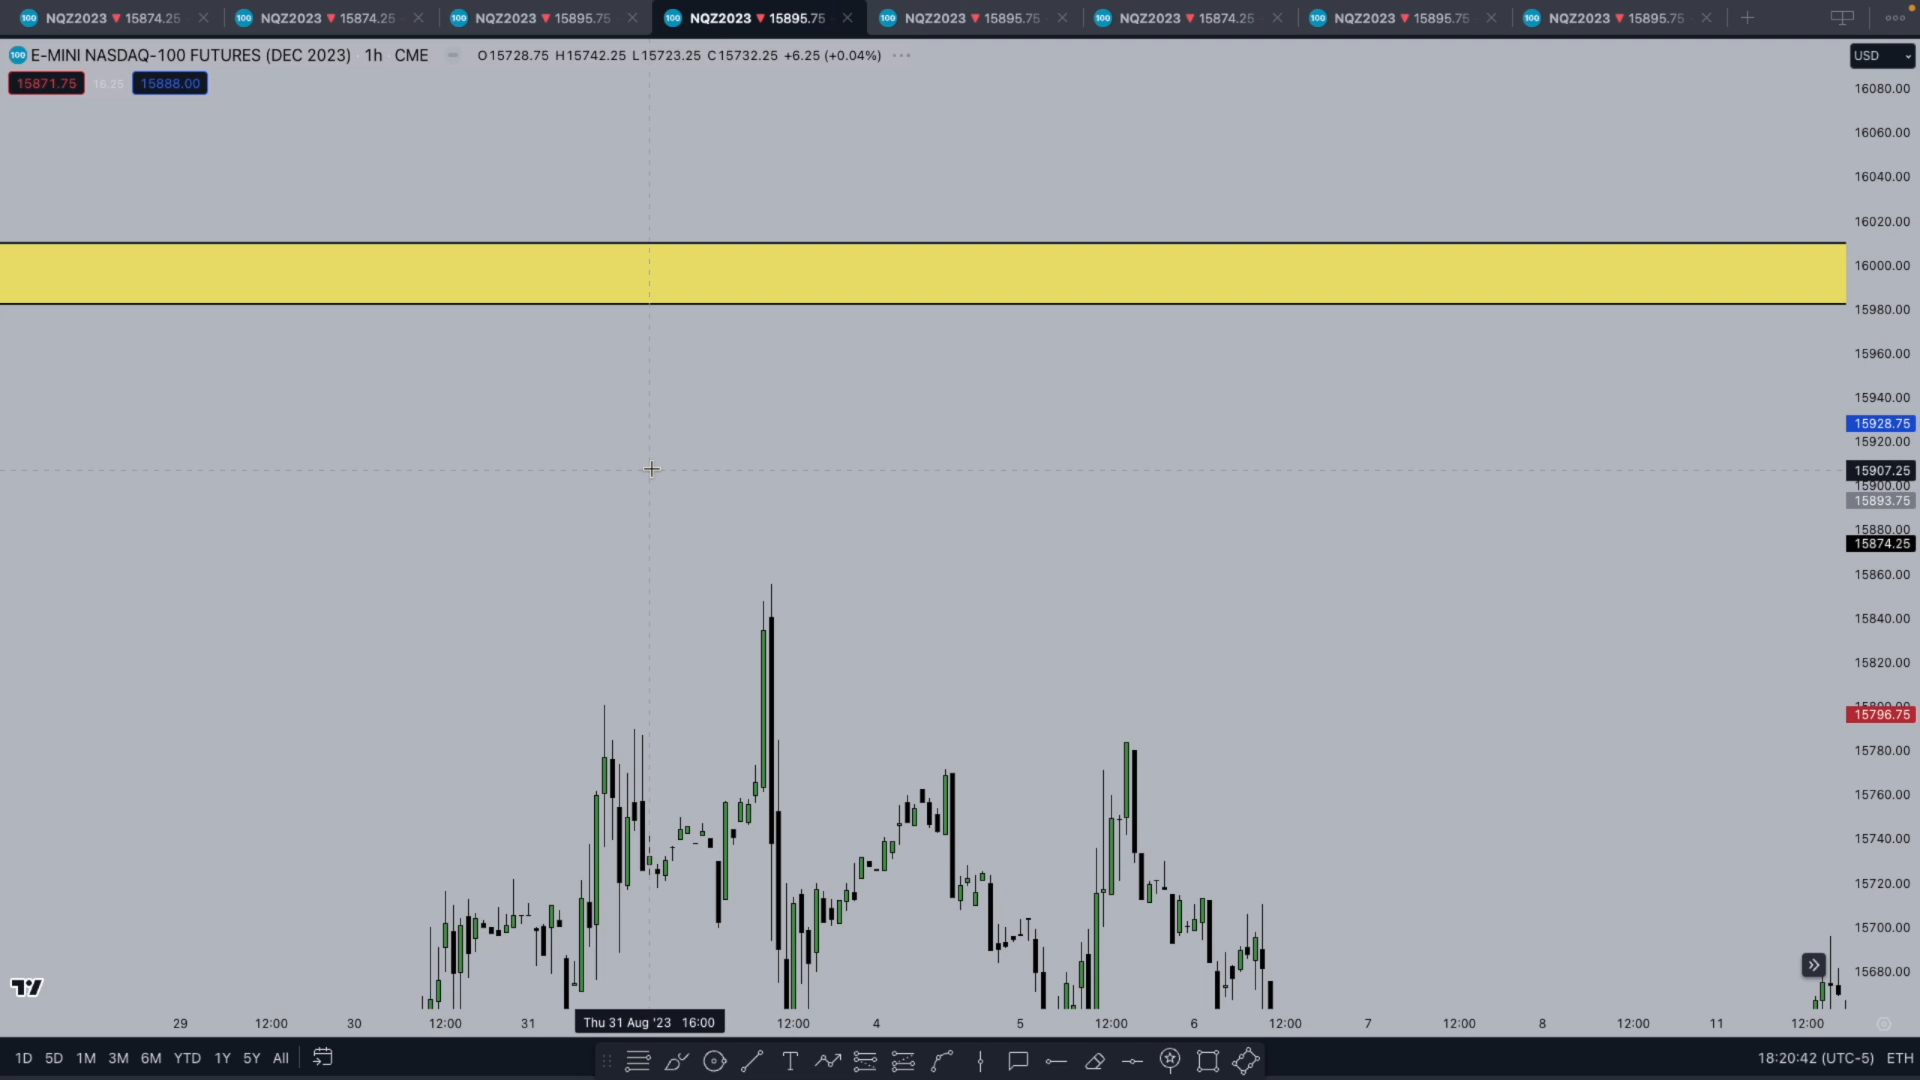 NQZ2023 ▼ 15874.25
NQZ2023 ▼ 15874.25
NQZ2023 ▼ 15895.75
NQZ2023 ▼ 15895.75
NQZ2023 ▼ 15895.75
NQZ2023 ▼ 15874.25
NQZ2023 ▼ 15895.75
NQZ2023 ▼ 15895.75
100 E-MINI NASDAQ-100 FUTURES (DEC 2023) 1h CME O15728.75 H15742.25 L15723.25 C15732.25 +6.25 (+0.04%)
15871.75 16.25 15888.00
USD
16080.00
16060.00
16040.00
16020.00
16000.00
15980.00
15960.00
15940.00
15928.75
15920.00
15907.25
15900.00
15893.75
15880.00
15874.25
15860.00
15840.00
15820.00
15796.75
15780.00
15760.00
15740.00
15720.00
15700.00
15680.00
29 12:00 30 12:00 31 Thu 31 Aug '23 16:00 12:00 4 5 12:00 6 12:00 7 12:00 8 12:00 11 12:00
1D 5D 1M 3M 6M YTD 1Y 5Y All
18:20:42 (UTC-5) ETH